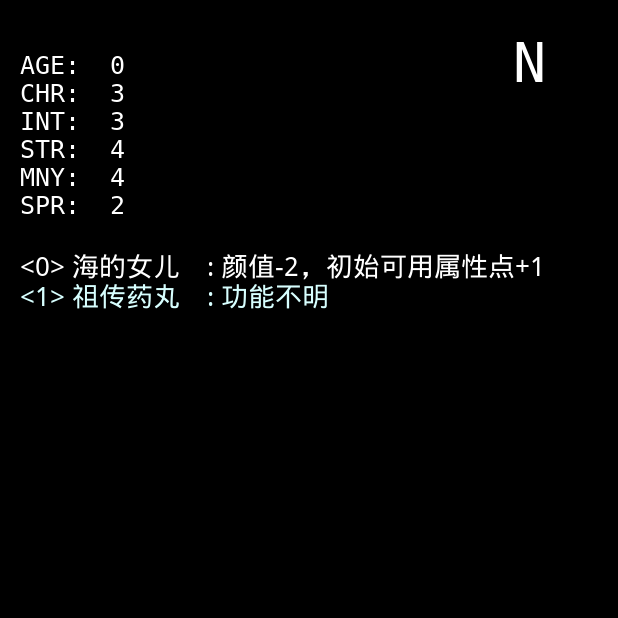 N
AGE: 0
CHR: 3
INT: 3
STR: 4
MNY: 4
SPR: 2
<0> 海的女儿 : 颜值-2，初始可用属性点+1
<1> 祖传药丸 : 功能不明